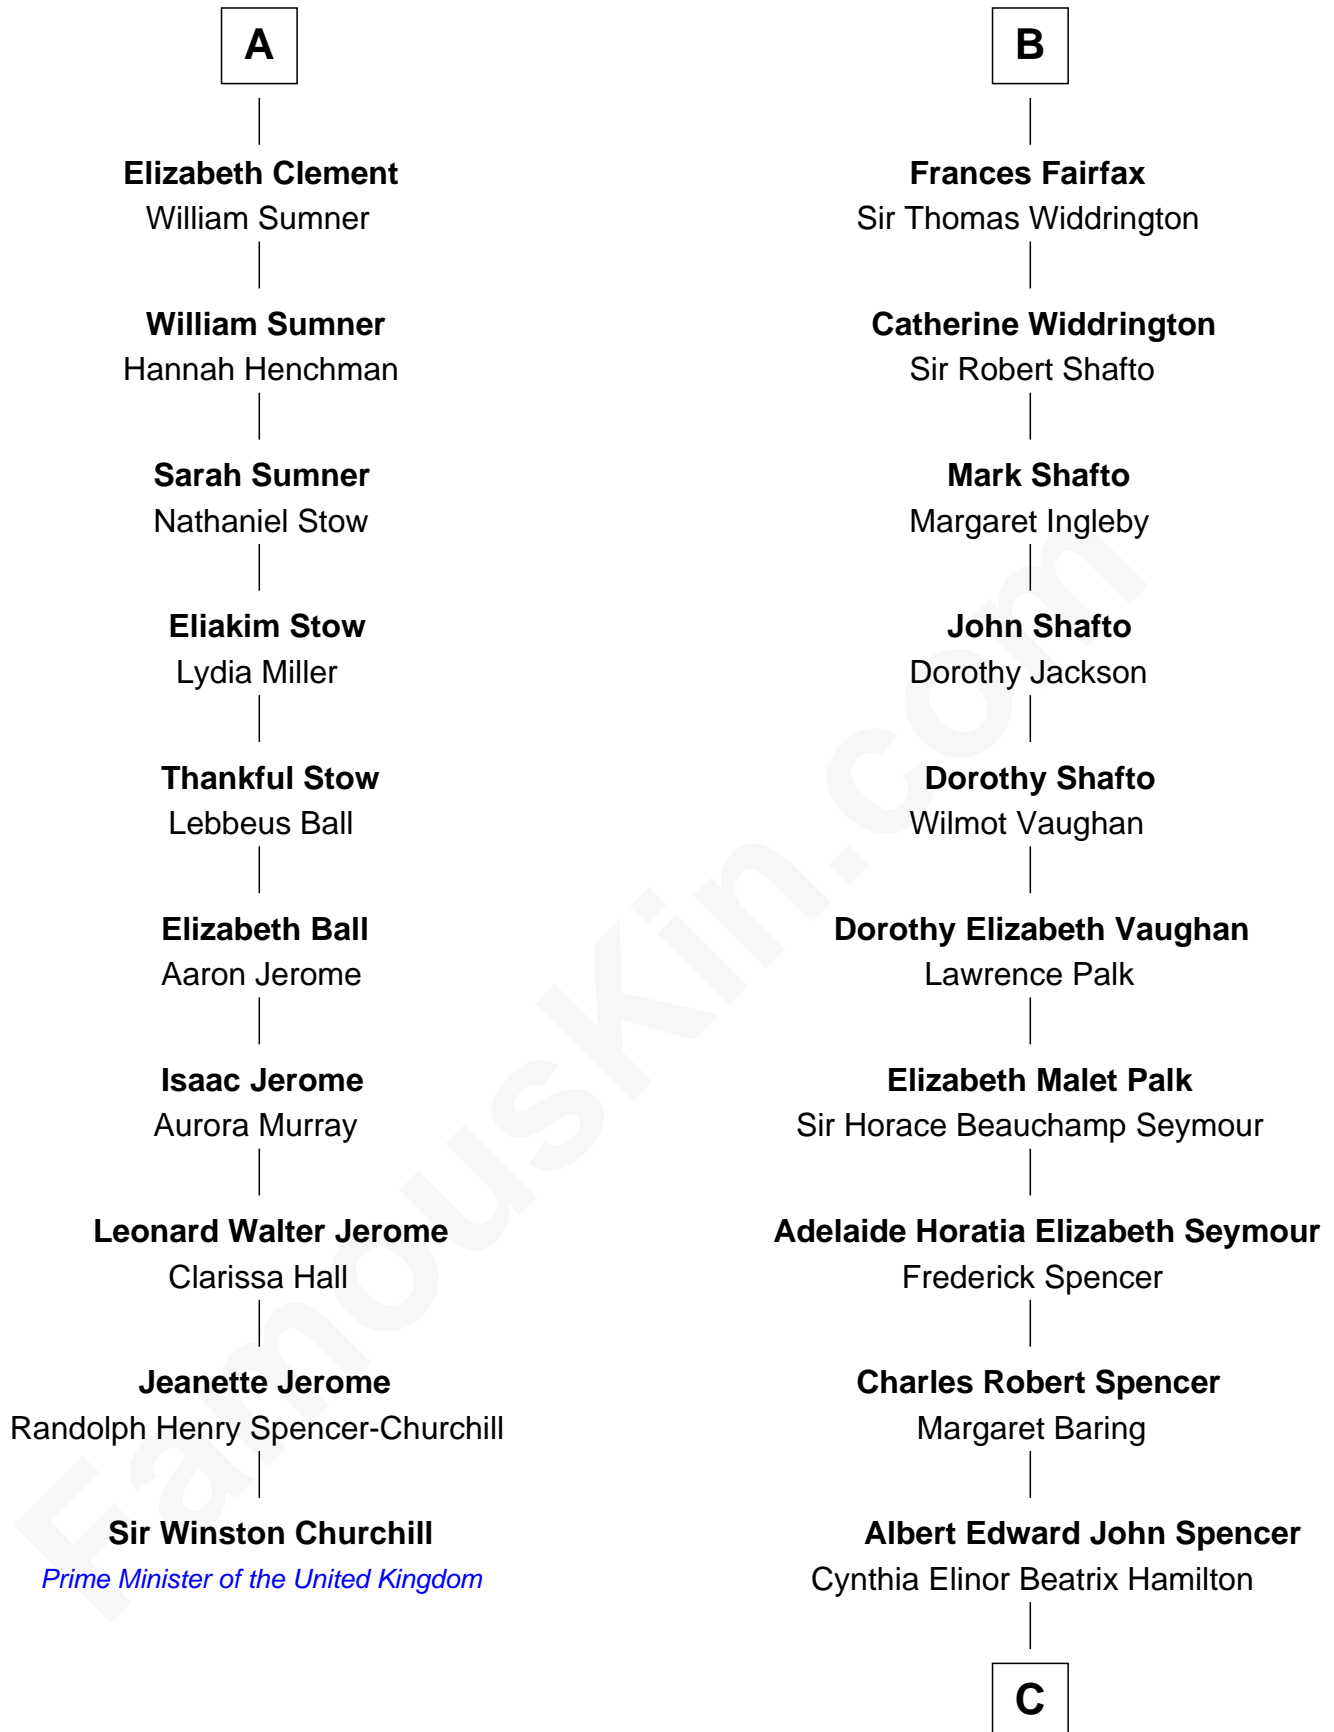 A
Elizabeth Clement
William Sumner
William Sumner
Hannah Henchman
Sarah Sumner
Nathaniel Stow
Eliakim Stow
Lydia Miller
Thankful Stow
Lebbeus Ball
Elizabeth Ball
Aaron Jerome
Isaac Jerome
Aurora Murray
Leonard Walter Jerome
Clarissa Hall
Jeanette Jerome
Randolph Henry Spencer-Churchill
Sir Winston Churchill
Prime Minister of the United Kingdom
B
Frances Fairfax
Sir Thomas Widdrington
Catherine Widdrington
Sir Robert Shafto
Mark Shafto
Margaret Ingleby
John Shafto
Dorothy Jackson
Dorothy Shafto
Wilmot Vaughan
Dorothy Elizabeth Vaughan
Lawrence Palk
Elizabeth Malet Palk
Sir Horace Beauchamp Seymour
Adelaide Horatia Elizabeth Seymour
Frederick Spencer
Charles Robert Spencer
Margaret Baring
Albert Edward John Spencer
Cynthia Elinor Beatrix Hamilton
C
FamousKin.com